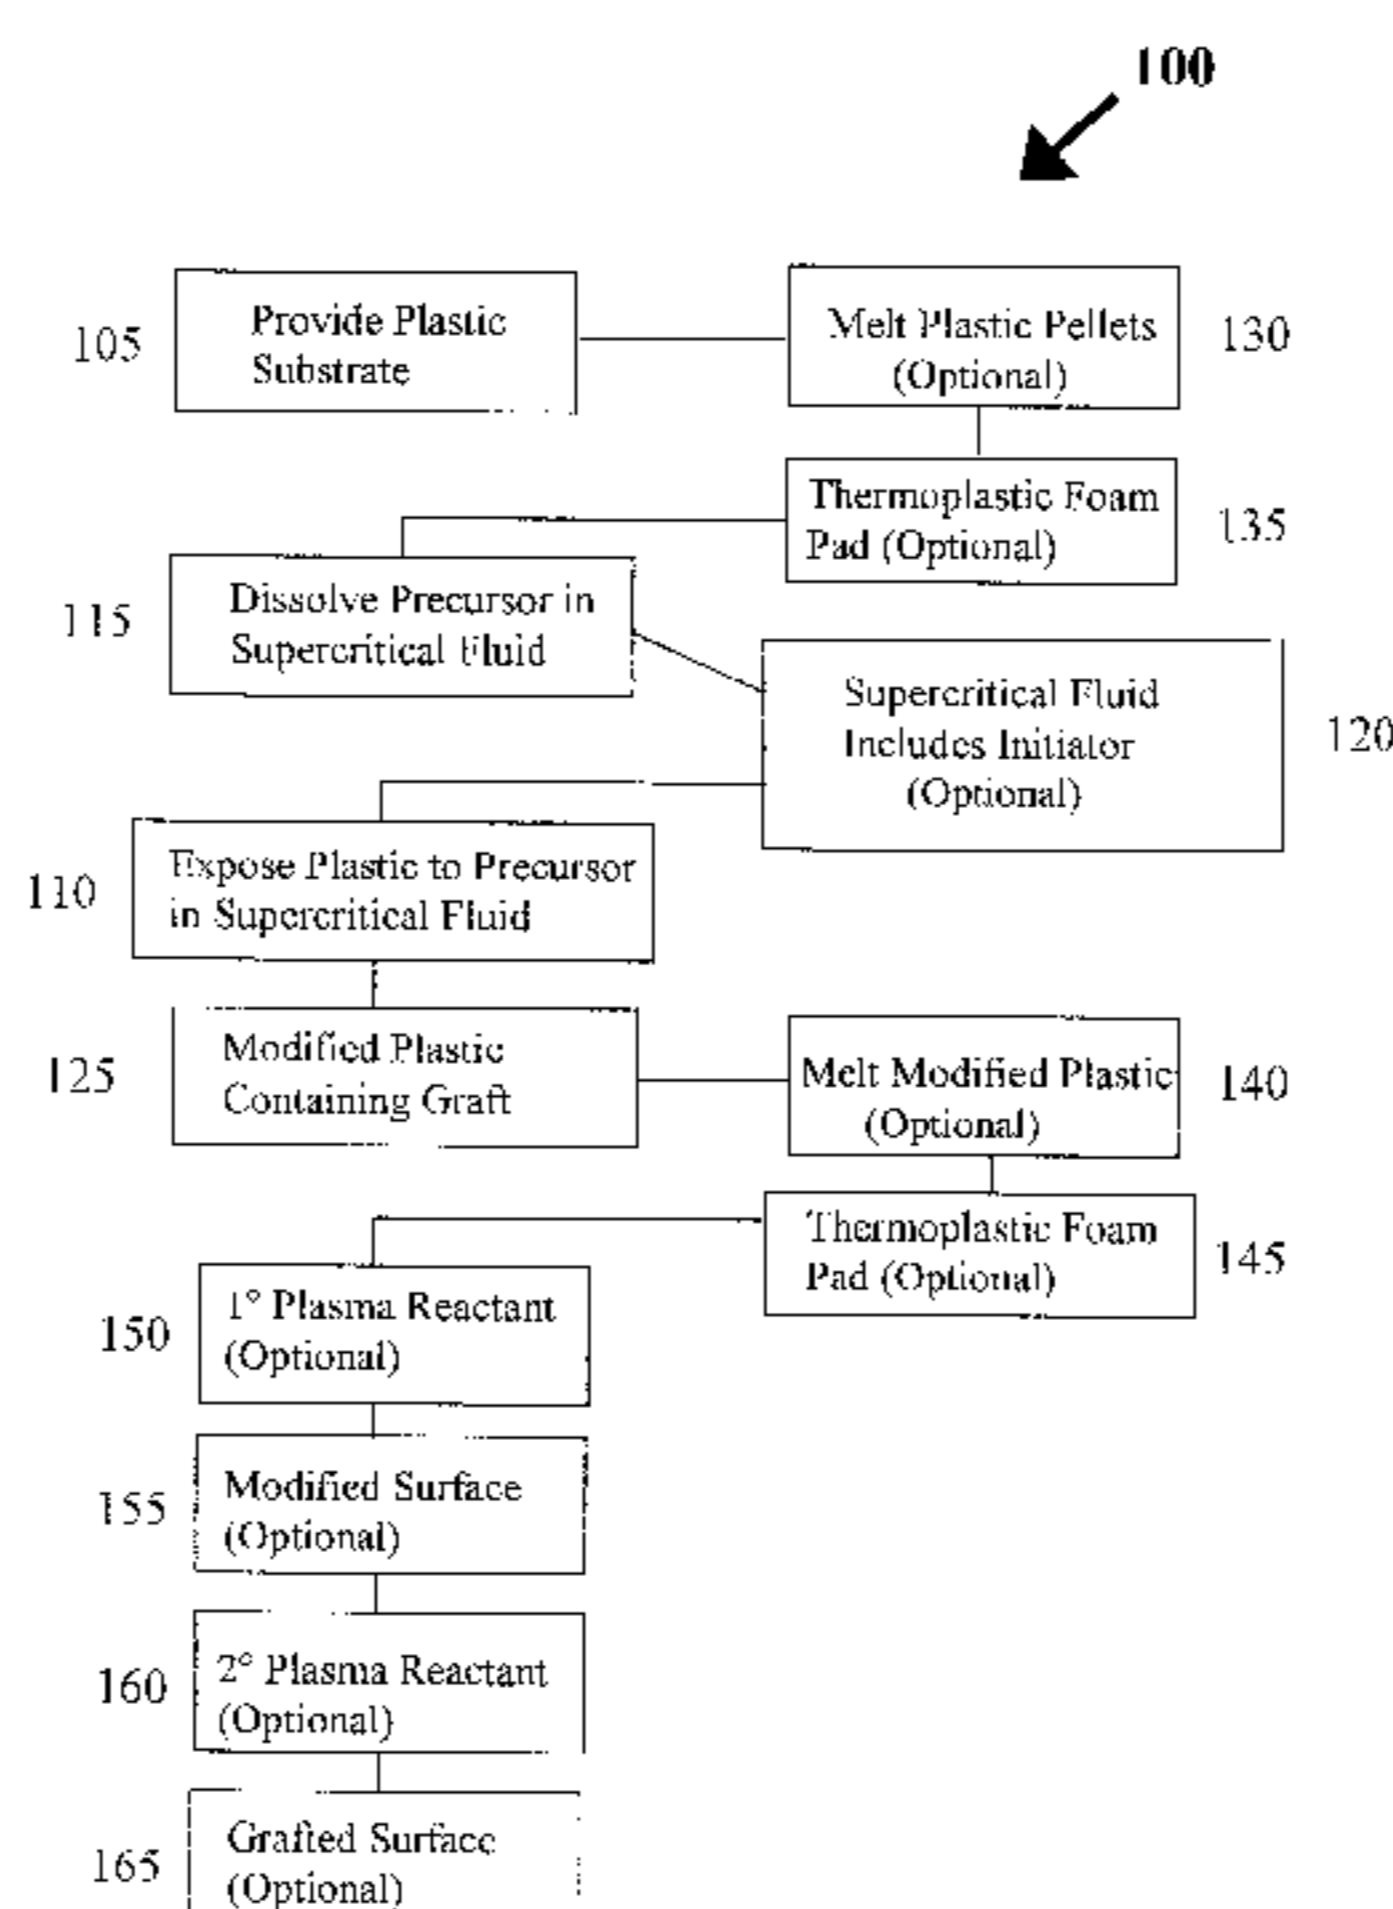 100
Provide Plastic
Substrate
105
Melt Plastic Pellets
(Optional)
130
Thermoplastic Foam
Pad (Optional)
135
Dissolve Precursor in
Supercritical Fluid
115
Supercritical Fluid
Includes Initiator
(Optional)
120
Expose Plastic to Precursor
in Supercritical Fluid
110
Modified Plastic
Containing Graft
125
Melt Modified Plastic
(Optional)
140
Thermoplastic Foam
Pad (Optional)
145
1° Plasma Reactant
(Optional)
150
Modified Surface
(Optional)
155
2° Plasma Reactant
(Optional)
160
Grafted Surface
(Optional)
165